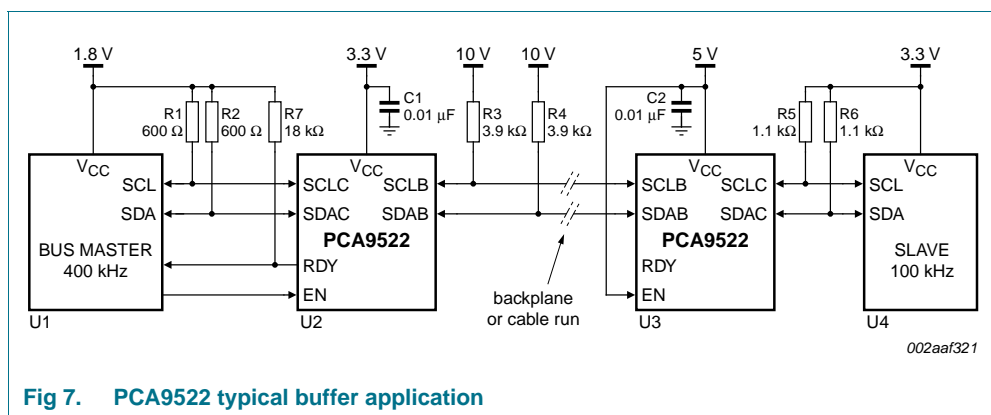 1.8 V
3.3 V
10 V
10 V
5 V
3.3 V
R1
600 Ω
R2
600 Ω
R7
18 kΩ
C1
0.01 μF
R3
3.9 kΩ
R4
3.9 kΩ
C2
0.01 μF
R5
1.1 kΩ
R6
1.1 kΩ
VCC
SCL
SDA
BUS MASTER
400 kHz
U1
VCC
SCLC
SCLB
SDAC
SDAB
PCA9522
RDY
EN
U2
backplane
or cable run
VCC
SCLB
SCLC
SDAB
SDAC
PCA9522
RDY
EN
U3
VCC
SCL
SDA
SLAVE
100 kHz
U4
002aaf321
Fig 7. PCA9522 typical buffer application